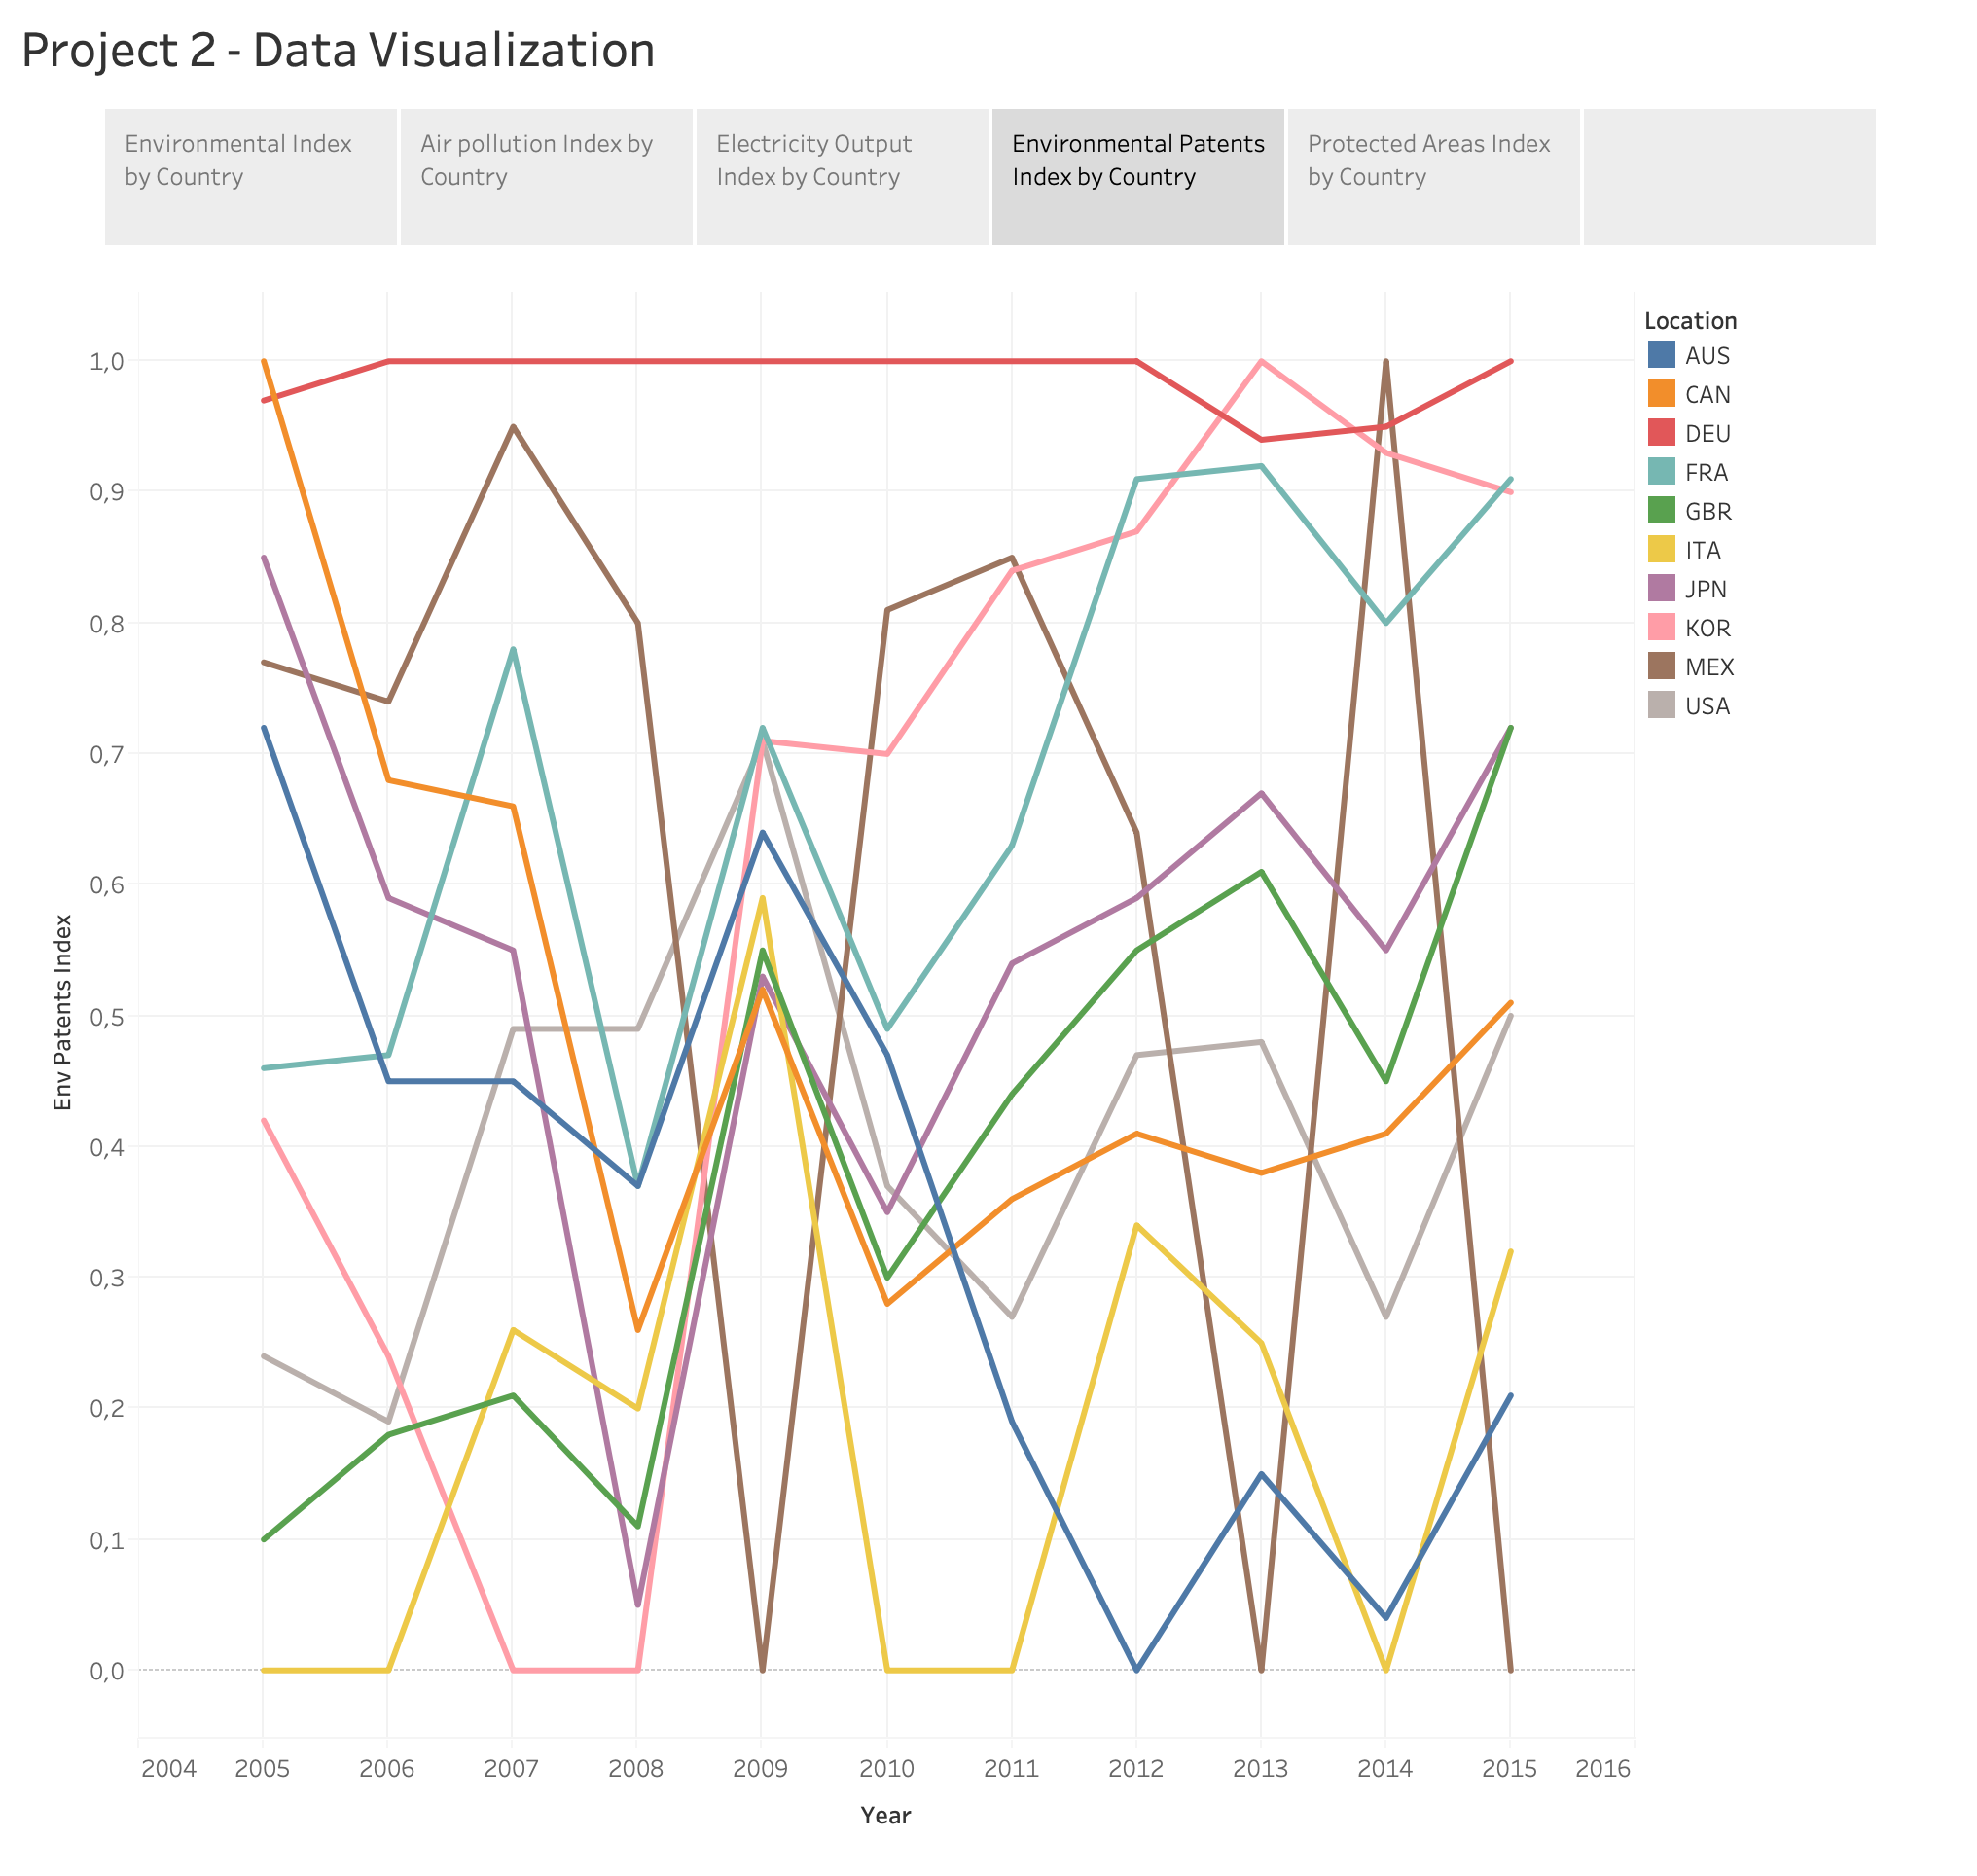 Project 2 - Data Visualization
Environmental Index
by Country
Air pollution Index by
Country
Electricity Output
Index by Country
Environmental Patents
Index by Country
Protected Areas Index
by Country
Location
AUS
CAN
DEU
FRA
GBR
ITA
JPN
KOR
MEX
USA
Env Patents Index
1,0
0,9
0,8
0,7
0,6
0,5
0,4
0,3
0,2
0,1
0,0
2004 2005 2006 2007 2008 2009 2010 2011 2012 2013 2014 2015 2016
Year